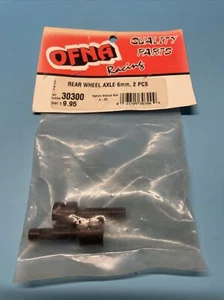 OFNA
Racing
QUALITY
PARTS
REAR WHEEL AXLE 6mm, 2 PCS
30300
9.95